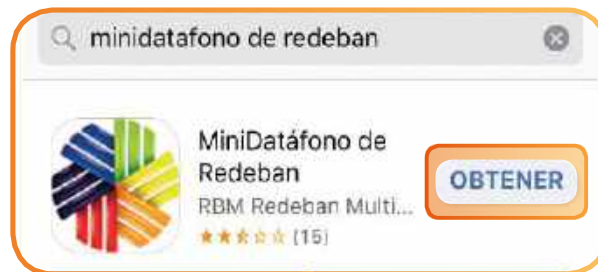 minidatafono de redeban
MiniDatáfono de
Redeban
OBTENER
RBM Redeban Multi...
(15)